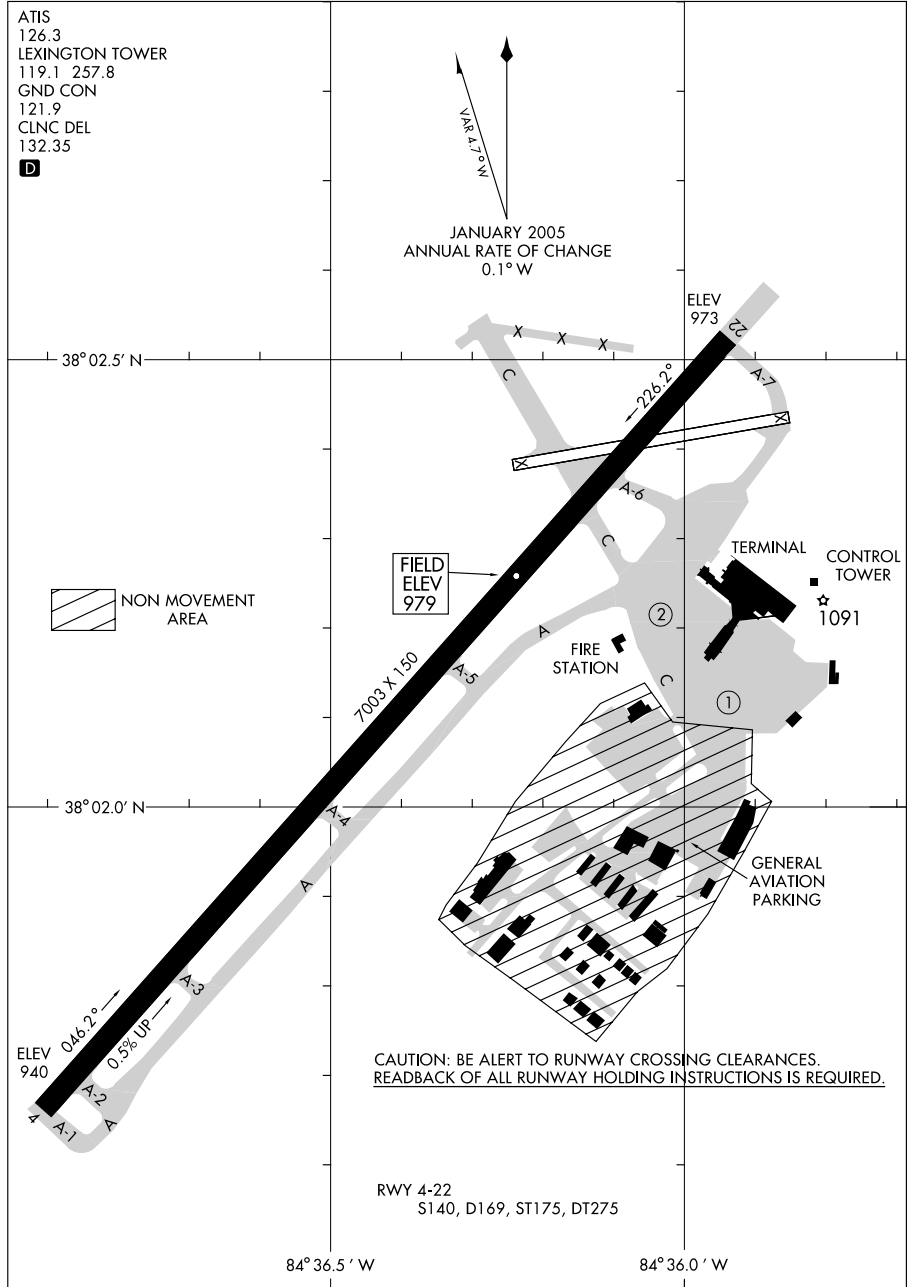 ATIS
126.3
LEXINGTON TOWER
119.1 257.8
GND CON
121.9
CLNC DEL
132.35
D
VAR 4.7° W
JANUARY 2005
ANNUAL RATE OF CHANGE
0.1° W
ELEV
973
22
X X X
38° 02.5' N
C
A-7
226.2°
X
X
A-6
C
TERMINAL
CONTROL
TOWER
1091
FIELD
ELEV
979
NON MOVEMENT
AREA
2
A
FIRE
STATION
A-5
C
1
7003 X 150
38° 02.0' N
A-4
A
GENERAL
AVIATION
PARKING
A-3
046.2°
0.5% UP
ELEV
940
A-2
4
A-1
A
CAUTION: BE ALERT TO RUNWAY CROSSING CLEARANCES.
READBACK OF ALL RUNWAY HOLDING INSTRUCTIONS IS REQUIRED.
RWY 4-22
S140, D169, ST175, DT275
84° 36.5 ' W
84° 36.0 ' W